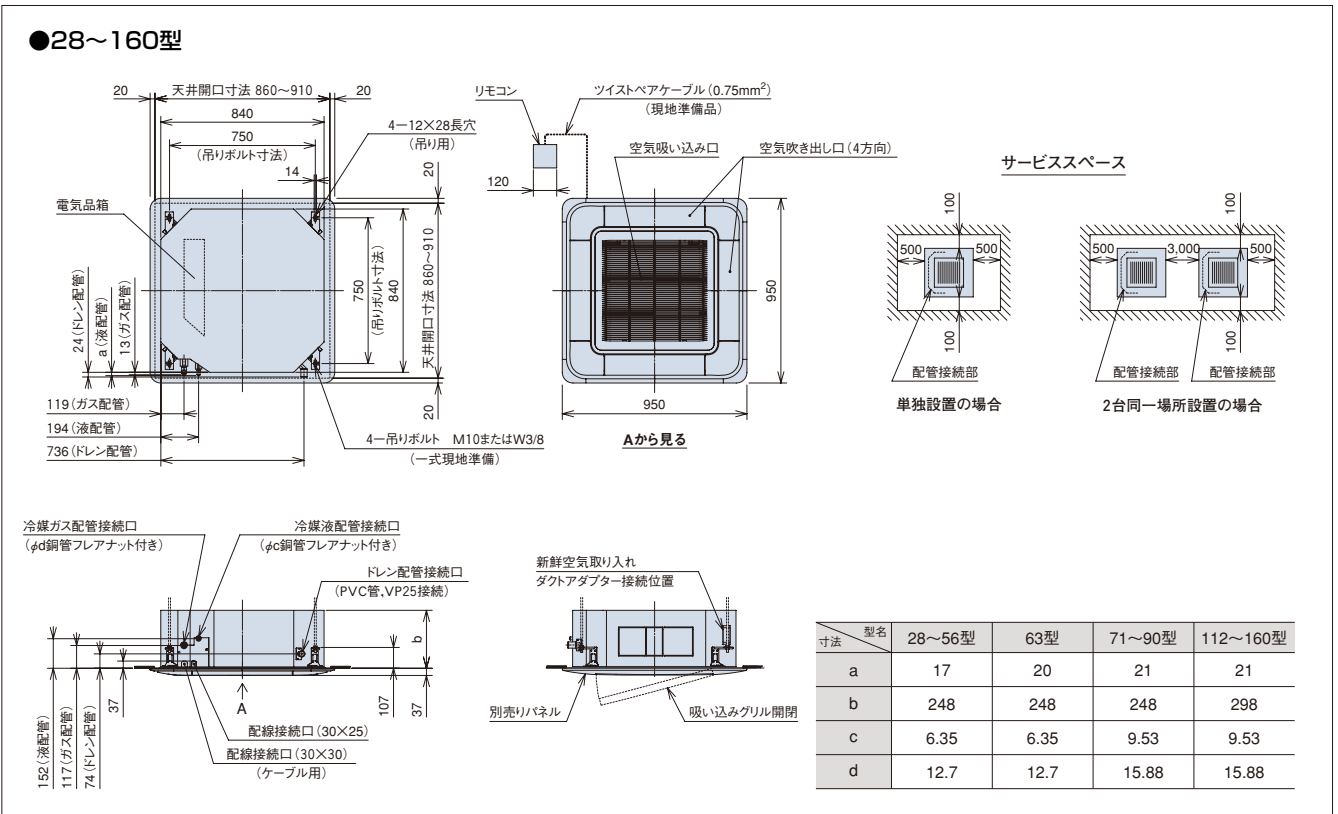 ●28～160型
20
天井開口寸法 860～910
20
840
750
(吊りボルト寸法)
14
4－12×28長穴
(吊り用)
20
電気品箱
750
(吊りボルト寸法)
840
天井開口寸法 860～910
24(ドレン配管)
a(液配管)
13(ガス配管)
119(ガス配管)
194(液配管)
736(ドレン配管)
20
4－吊りボルト M10またはW3/8
(一式現地準備)
リモコン
ツイストペアケーブル(0.75mm²)
(現地準備品)
空気吸い込み口
空気吹き出し口(4方向)
120
950
950
Aから見る
サービススペース
100
500
500
100
配管接続部
単独設置の場合
100
500
3,000
500
100
配管接続部
配管接続部
2台同一場所設置の場合
冷媒ガス配管接続口
(φd銅管フレアナット付き)
冷媒液配管接続口
(φc銅管フレアナット付き)
ドレン配管接続口
(PVC管,VP25接続)
b
152(液配管)
117(ガス配管)
74(ドレン配管)
37
A
107
37
配線接続口(30×25)
配線接続口(30×30)
(ケーブル用)
新鮮空気取り入れ
ダクトアダプター接続位置
別売りパネル
吸い込みグリル開閉
寸法 型名 28～56型 63型 71～90型 112～160型
a 17 20 21 21
b 248 248 248 298
c 6.35 6.35 9.53 9.53
d 12.7 12.7 15.88 15.88